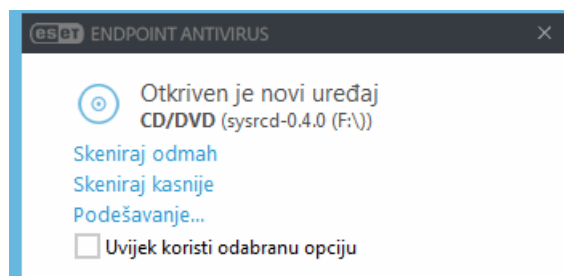 eset ENDPOINT ANTIVIRUS
Otkriven je novi uređaj
CD/DVD (sysrcd-0.4.0 (F:\))
Skeniraj odmah
Skeniraj kasnije
Podešavanje...
Uvijek koristi odabranu opciju